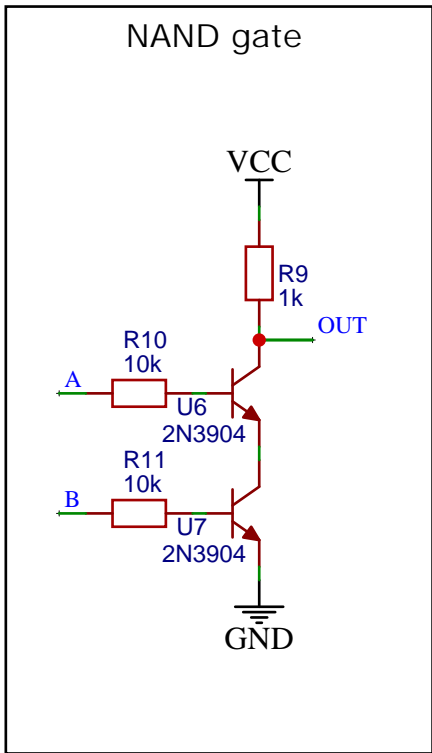 NAND gate
VCC
R9
1k
OUT
R10
10k
A
U6
2N3904
R11
10k
B
U7
2N3904
GND